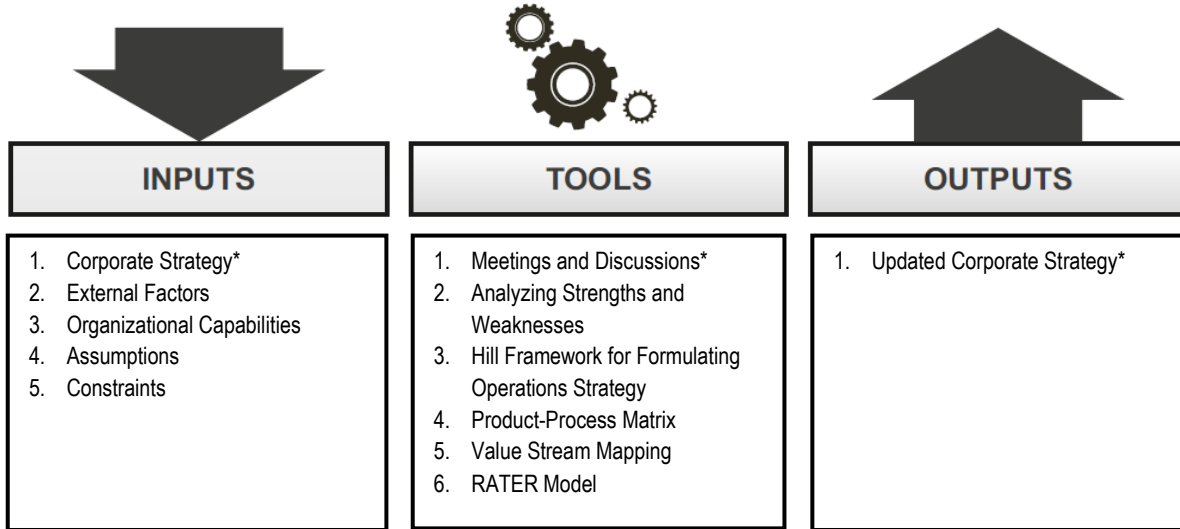 INPUTS
1. Corporate Strategy*
2. External Factors
3. Organizational Capabilities
4. Assumptions
5. Constraints
TOOLS
1. Meetings and Discussions*
2. Analyzing Strengths and
Weaknesses
3. Hill Framework for Formulating
Operations Strategy
4. Product-Process Matrix
5. Value Stream Mapping
6. RATER Model
OUTPUTS
1. Updated Corporate Strategy*